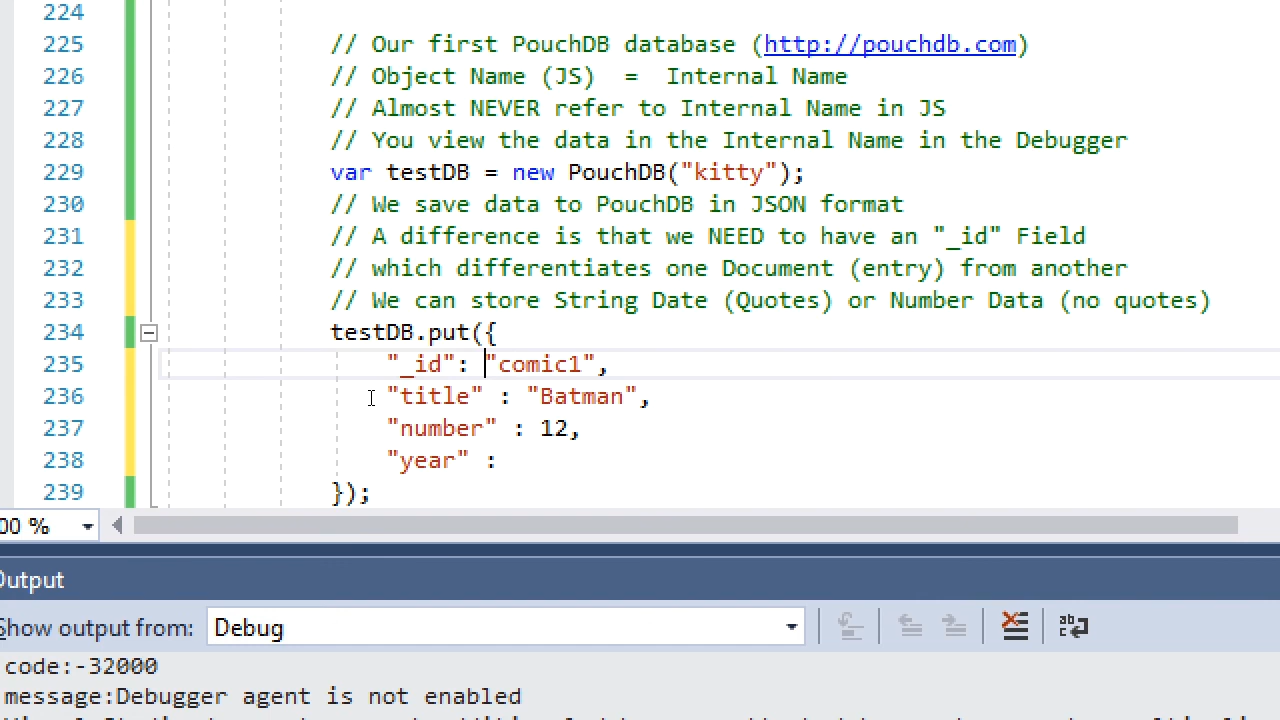 224
225 // Our first PouchDB database (http://pouchdb.com)
226 // Object Name (JS) = Internal Name
227 // Almost NEVER refer to Internal Name in JS
228 // You view the data in the Internal Name in the Debugger
229 var testDB = new PouchDB("kitty");
230 // We save data to PouchDB in JSON format
231 // A difference is that we NEED to have an "_id" Field
232 // which differentiates one Document (entry) from another
233 // We can store String Date (Quotes) or Number Data (no quotes)
234 testDB.put({
235 "_id": "comic1",
236 "title" : "Batman",
237 "number" : 12,
238 "year" :
239 });
00 %
Output
Show output from: Debug
code:-32000
message:Debugger agent is not enabled